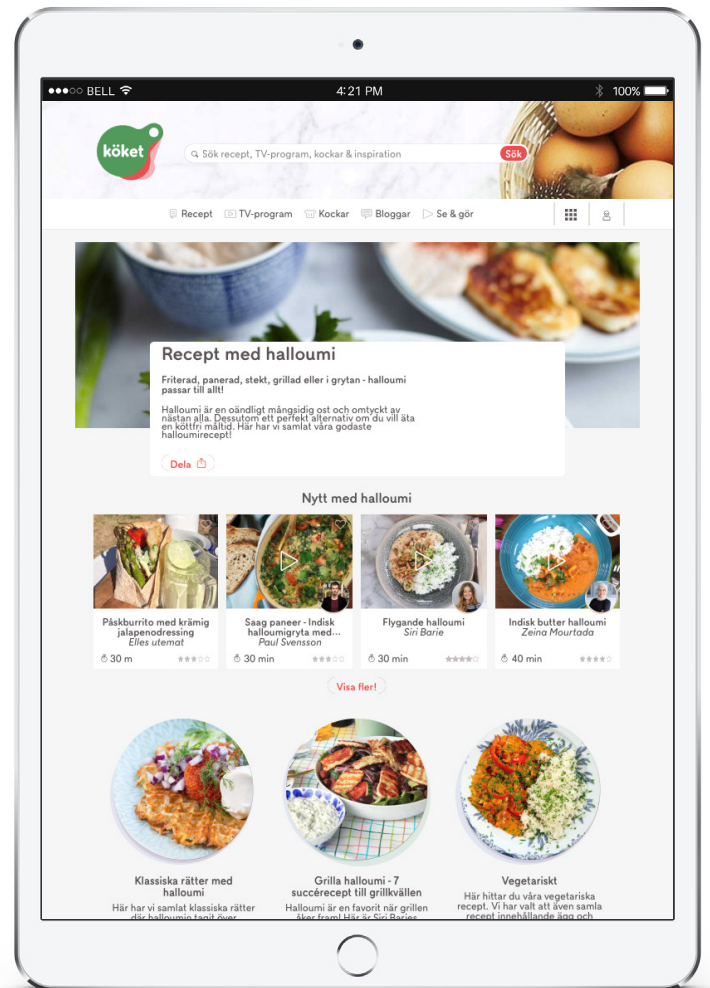 BELL
4:21 PM
100%
köket
Sök recept, TV-program, kockar & inspiration
Sök
Recept
TV-program
Kockar
Bloggar
Se & gör
Recept med halloumi
Friterad, panerad, stekt, grillad eller i grytan - halloumi
passar till allt!
Halloumi är en oändligt mångsidig ost och omtyckt av
nästan alla. Dessutom ett perfekt alternativ om du vill äta
en köttfri måltid. Här har vi samlat våra godaste
halloumirecept!
Dela
Nytt med halloumi
Påskburrito med krämig
jalapenodressing
Elles utemat
30 m
Saag paneer - Indisk
halloumigryta med...
Paul Svensson
30 min
Flygande halloumi
Siri Barie
30 min
Indisk butter halloumi
Zeina Mourtada
40 min
Visa fler!
Klassiska rätter med
halloumi
Här har vi samlat klassiska rätter
där halloumin tagit över
Grilla halloumi - 7
succérecept till grillkvällen
Halloumi är en favorit när grillen
åker fram! Här är Siri Baries
Vegetariskt
Här hittar du våra vegetariska
recept. Vi har valt att även samla
recept innehållande ägg och